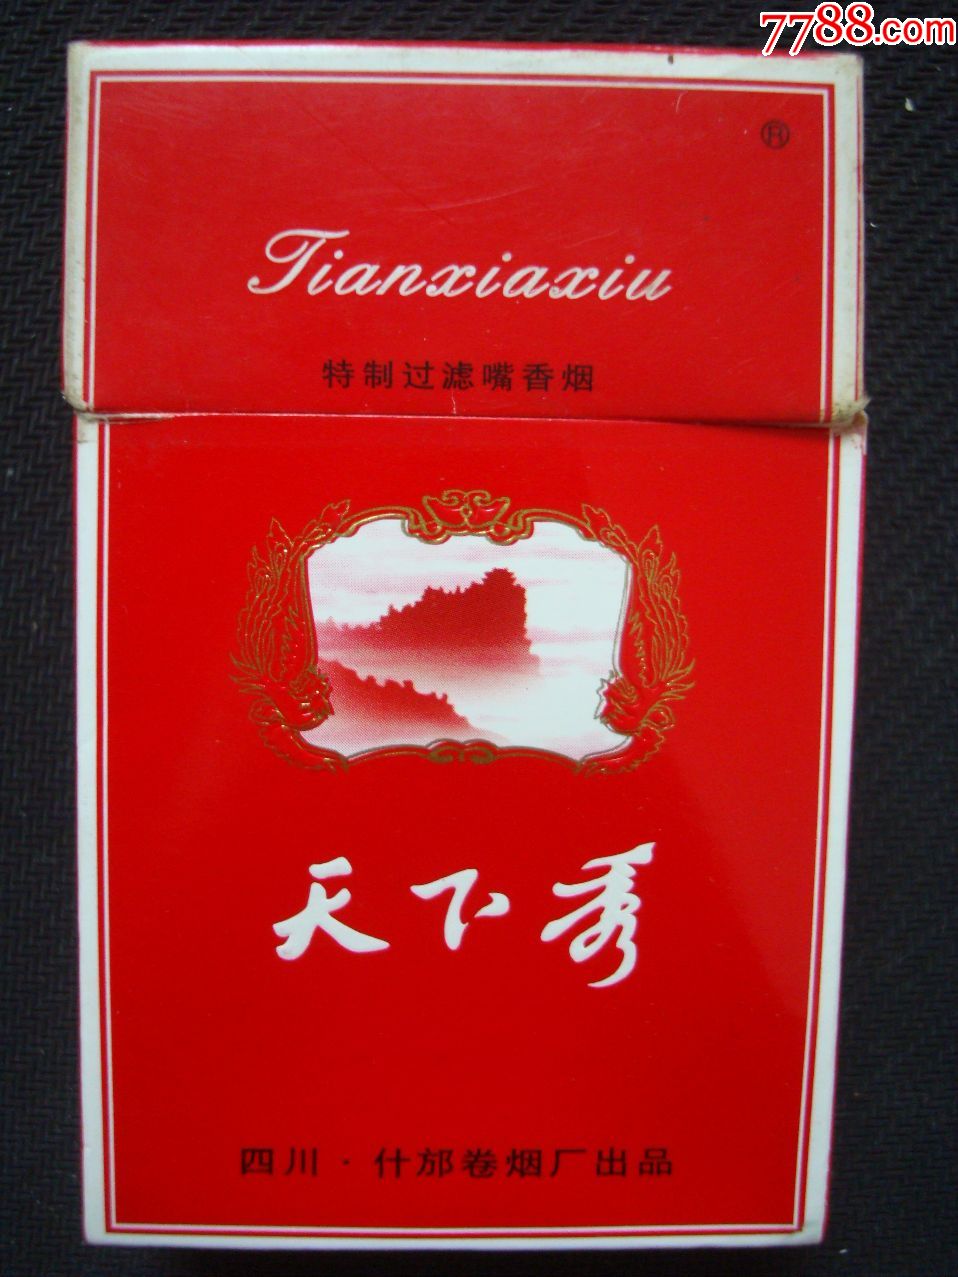 7788.com
®
Tianxiaxiu
特制过滤嘴香烟
天下秀
四川·什邡卷烟厂出品